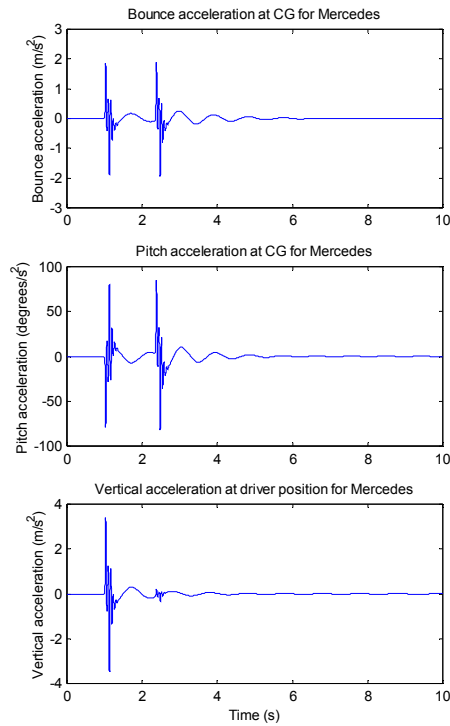 Bounce acceleration at CG for Mercedes
Bounce acceleration (m/s²)
3
2
1
0
-1
-2
-3
0 2 4 6 8 10
Pitch acceleration at CG for Mercedes
Pitch acceleration (degrees/s²)
100
50
0
-50
-100
0 2 4 6 8 10
Vertical acceleration at driver position for Mercedes
Vertical acceleration (m/s²)
4
2
0
-2
-4
0 2 4 6 8 10
Time (s)